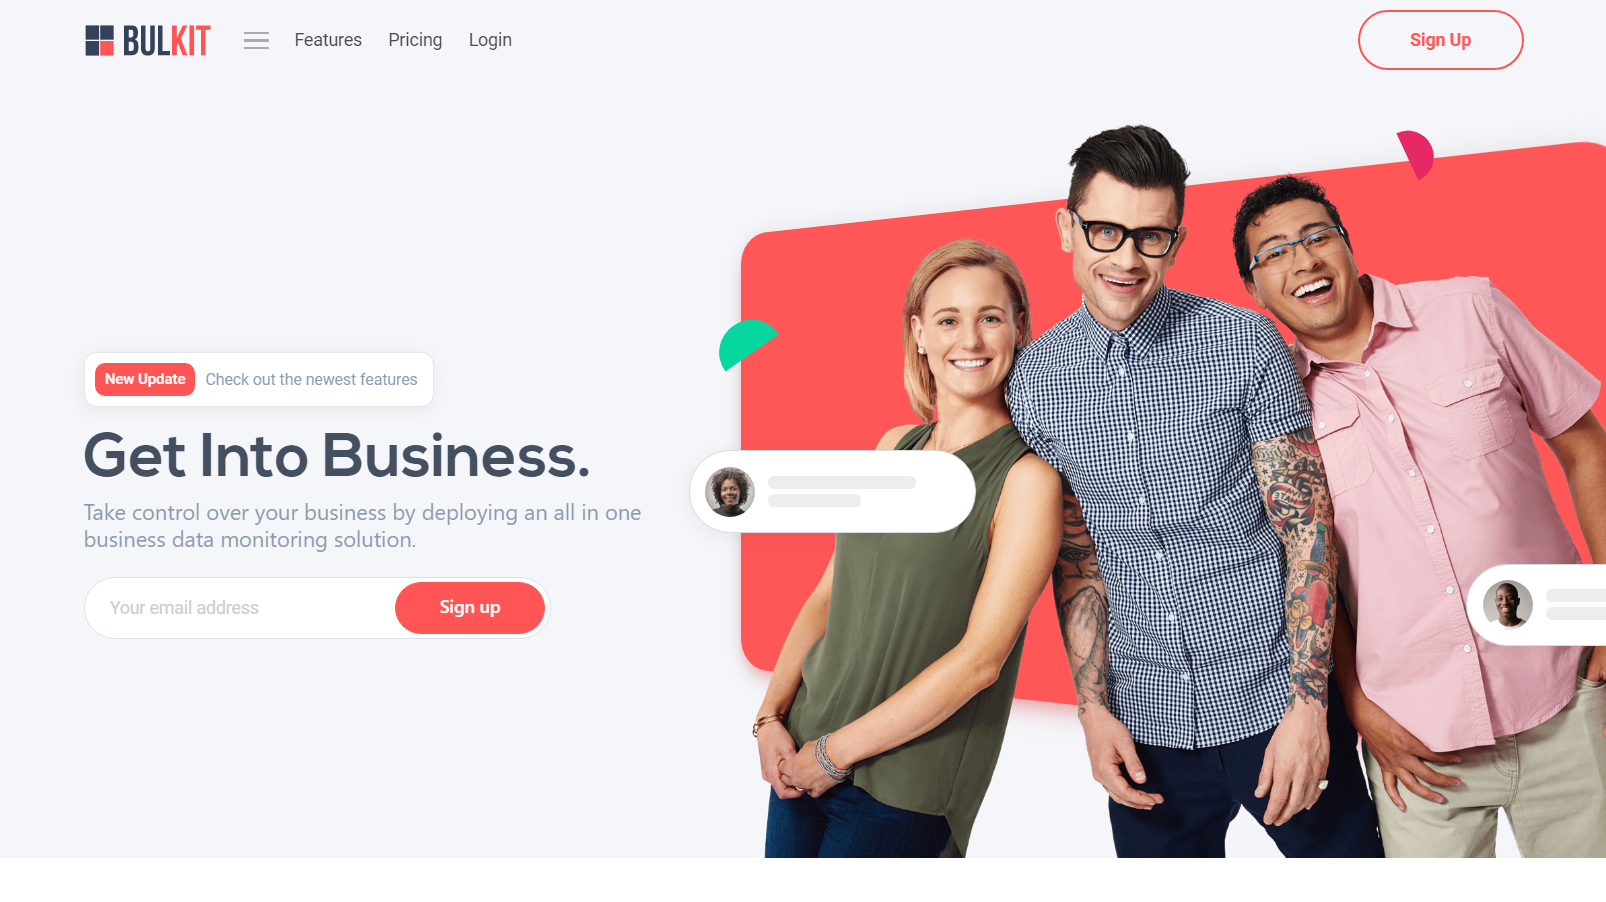 BULKIT
Features Pricing Login
Sign Up
New Update Check out the newest features
Get Into Business.
Take control over your business by deploying an all in one
business data monitoring solution.
Your email address
Sign up